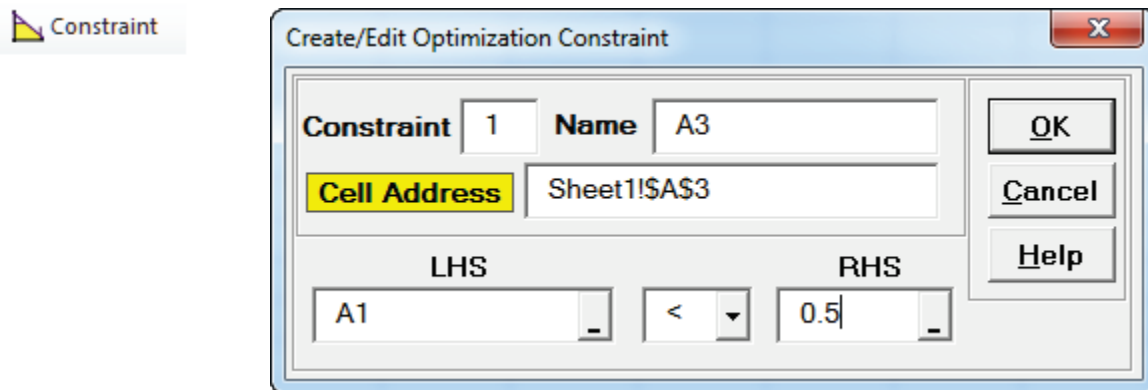 Constraint
Create/Edit Optimization Constraint
Constraint 1 Name A3
OK
Cell Address Sheet1!$A$3
Cancel
Help
LHS RHS
A1 < 0.5